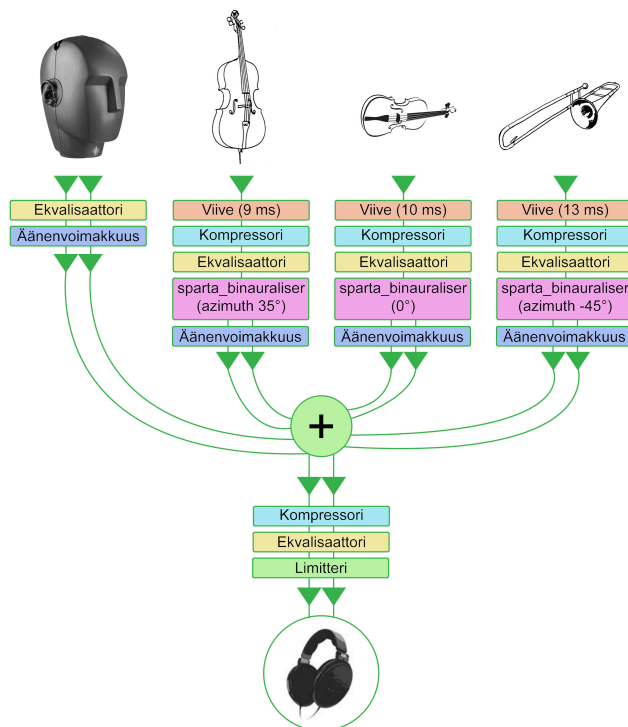 Ekvalisaattori
Äänenvoimakkuus
Viive (9 ms)
Kompressori
Ekvalisaattori
sparta_binauraliser
(azimuth 35°)
Äänenvoimakkuus
Viive (10 ms)
Kompressori
Ekvalisaattori
sparta_binauraliser
(0°)
Äänenvoimakkuus
Viive (13 ms)
Kompressori
Ekvalisaattori
sparta_binauraliser
(azimuth -45°)
Äänenvoimakkuus
+
Kompressori
Ekvalisaattori
Limitteri